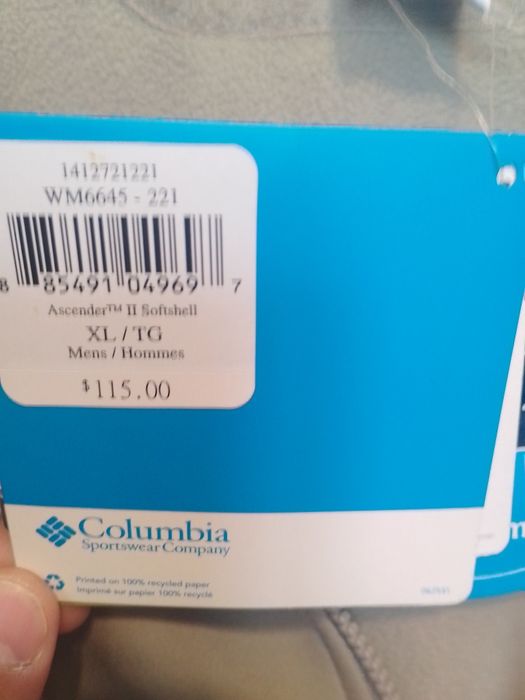 1412721221
WM6645 - 221
8 85491 04969 7
Ascender™ II Softshell
XL / TG
Mens / Hommes
$115.00
Columbia
Sportswear Company
Printed on 100% recycled paper
Imprimé sur papier 100% recyclé
m